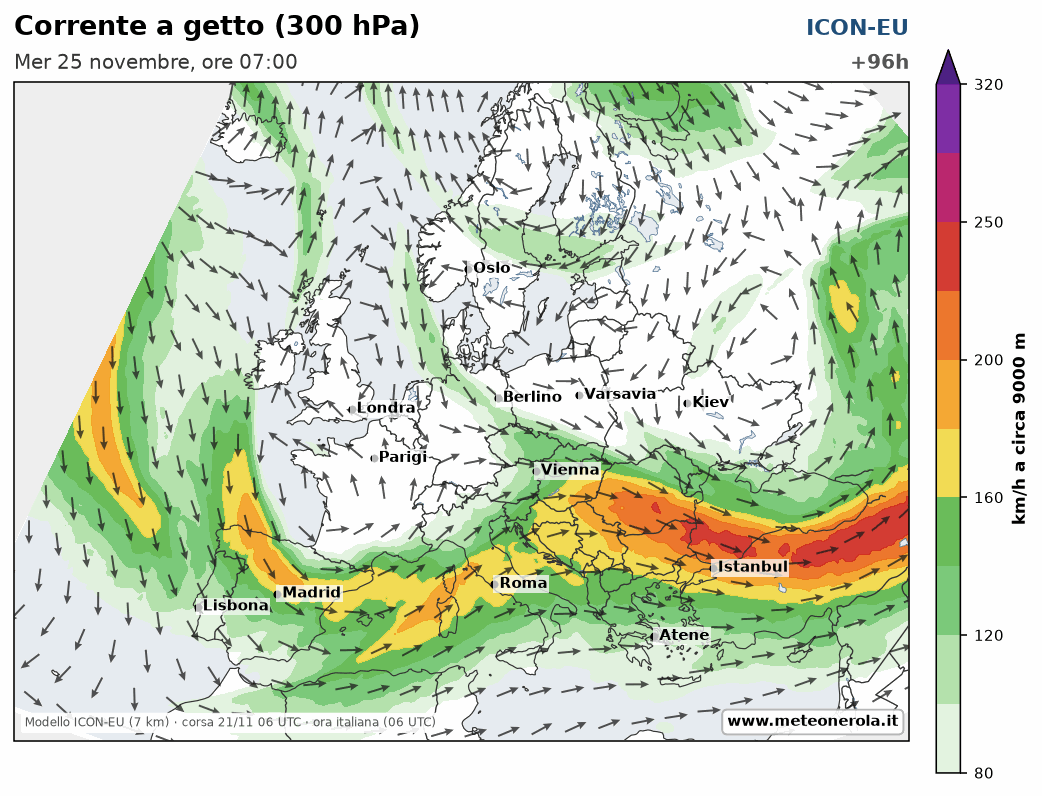 Corrente a getto (300 hPa)
ICON-EU
Mer 25 novembre, ore 07:00
+96h
320
250
200
160
120
80
km/h a circa 9000 m
Oslo
Berlino
Varsavia
Kiev
Londra
Parigi
Vienna
Istanbul
Roma
Madrid
Lisbona
Atene
Modello ICON-EU (7 km) · corsa 21/11 06 UTC · ora italiana (06 UTC)
www.meteonerola.it